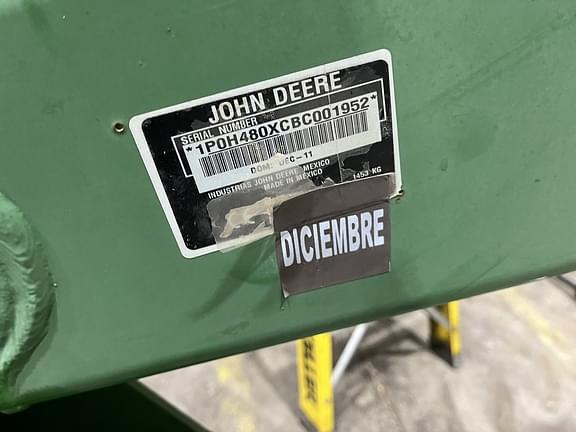 JOHN DEERE
SERIAL NUMBER
*1P0H480XCBC001952*
DOM: DEC-11
INDUSTRIAS JOHN DEERE MEXICO
MADE IN MEXICO
1453 KG
DICIEMBRE